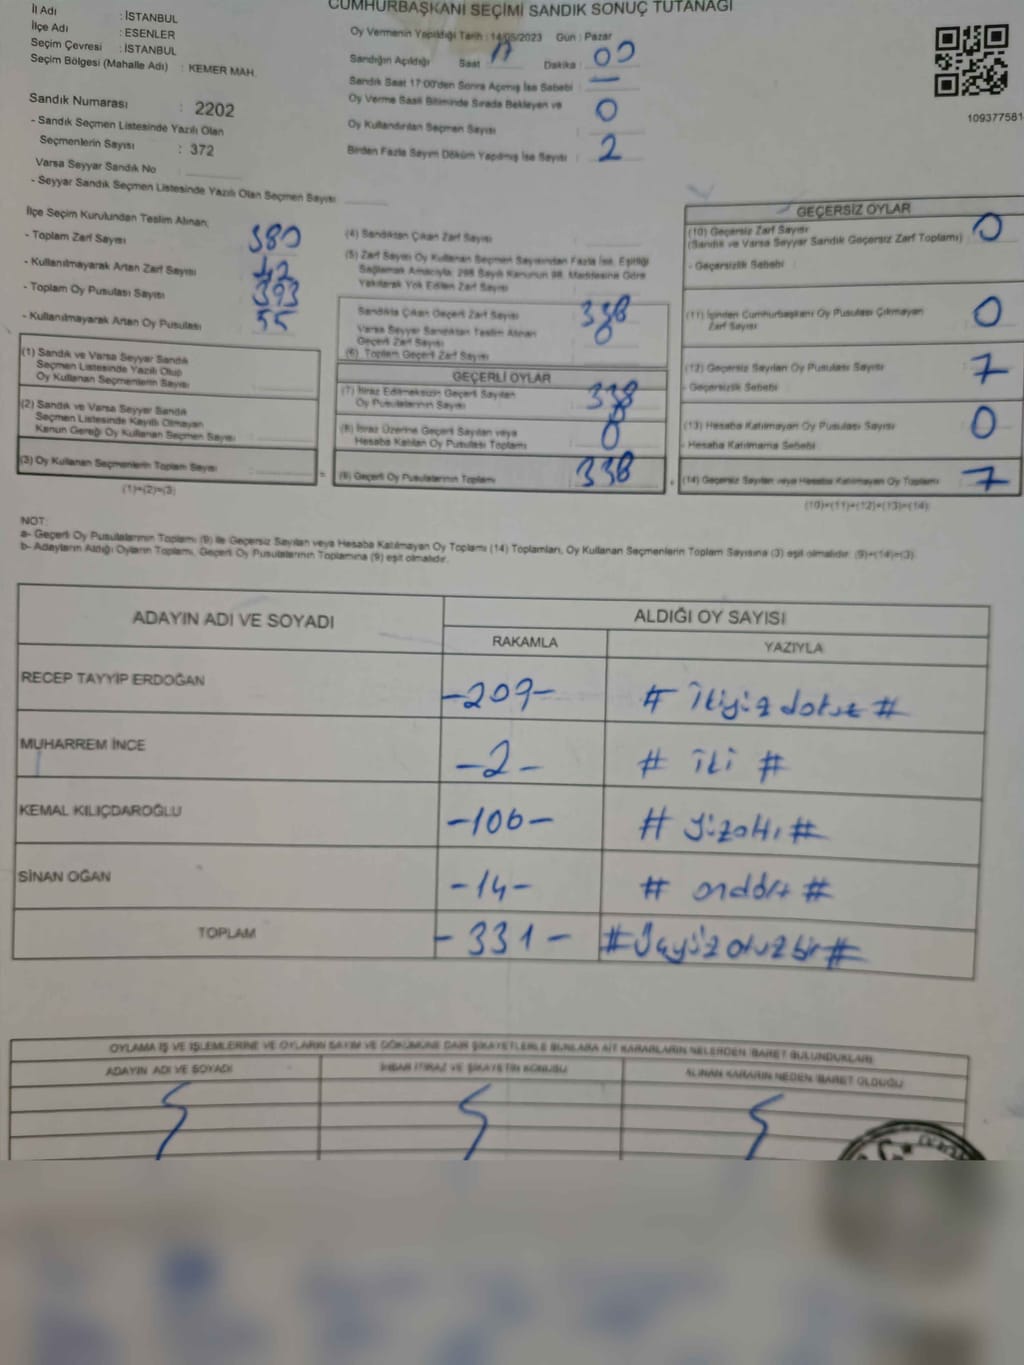 CUMHURBAŞKANI SEÇİMİ SANDIK SONUÇ TUTANAĞI
İl Adı : İSTANBUL
İlçe Adı : ESENLER
Seçim Çevresi : İSTANBUL
Seçim Bölgesi (Mahalle Adı) : KEMER MAH.
Sandık Numarası : 2202
- Sandık Seçmen Listesinde Yazılı Olan
Seçmenlerin Sayısı : 372
Varsa Seyyar Sandık No
- Seyyar Sandık Seçmen Listesinde Yazılı Olan Seçmen Sayısı
Oy Vermenin Yapıldığı Tarih : 14/05/2023 Gün : Pazar
Sandığın Açıldığı Saat : 17 Dakika : 00
Sandık Saat 17:00'den Sonra Açımış İse Sebebi : —
Oy Verme Saati Bitiminde Sırada Bekleyen ve
Oy Kullandırılan Seçmen Sayısı : 0
Birden Fazla Sayım Döküm Yapılmış İse Sayısı : 2
109377581
İlçe Seçim Kurulundan Teslim Alınan;
- Toplam Zarf Sayısı : 380
- Kullanılmayarak Artan Zarf Sayısı : 42
- Toplam Oy Pusulası Sayısı : 393
- Kullanılmayarak Artan Oy Pusulası : 55
(1) Sandık ve Varsa Seyyar Sandık
Seçmen Listesinde Yazılı Olup
Oy Kullanan Seçmenlerin Sayısı
(2) Sandık ve Varsa Seyyar Sandık
Seçmen Listesinde Kayıtlı Olmayan
Kanun Gereği Oy Kullanan Seçmen Sayısı :
(3) Oy Kullanan Seçmenlerin Toplam Sayısı :
(1)+(2)=(3)
(4) Sandıktan Çıkan Zarf Sayısı
(5) Zarf Sayısı Oy Kullanan Seçmen Sayısından Fazla İse, Eşitliği
Sağlamak Amacıyla; 298 Sayılı Kanunun 98. Maddesine Göre
Yakılarak Yok Edilen Zarf Sayısı
Sandıkta Çıkan Geçerli Zarf Sayısı : 338
Varsa Seyyar Sandıktan Teslim Alınan
Geçerli Zarf Sayısı : 0
(6) Toplam Geçerli Zarf Sayısı
GEÇERLİ OYLAR
(7) İtiraz Edilmeksizin Geçerli Sayılan
Oy Pusulalarının Sayısı : 338
(8) İtiraz Üzerine Geçerli Sayılan veya
Hesaba Katılan Oy Pusulası Toplamı : 0
(9) Geçerli Oy Pusulalarının Toplamı : 338
GEÇERSİZ OYLAR
(10) Geçersiz Zarf Sayısı
(Sandık ve Varsa Seyyar Sandık Geçersiz Zarf Toplamı) : 0
- Geçersizlik Sebebi :
(11) İçinden Cumhurbaşkanı Oy Pusulası Çıkmayan
Zarf Sayısı : 0
(12) Geçersiz Sayılan Oy Pusulası Sayısı : 7
- Geçersizlik Sebebi :
(13) Hesaba Katılmayan Oy Pusulası Sayısı : 0
- Hesaba Katılmama Sebebi :
(14) Geçersiz Sayılan veya Hesaba Katılmayan Oy Toplamı : 7
(10)+(11)+(12)+(13)=(14)
NOT:
a- Geçerli Oy Pusulalarının Toplamı (9) ile Geçersiz Sayılan veya Hesaba Katılmayan Oy Toplamı (14) Toplamları, Oy Kullanan Seçmenlerin Toplam Sayısına (3) eşit olmalıdır. (9)+(14)=(3)
b- Adayların Aldığı Oyların Toplamı, Geçerli Oy Pusulalarının Toplamına (9) eşit olmalıdır.
ADAYIN ADI VE SOYADI ALDIĞI OY SAYISI
RAKAMLA YAZIYLA
RECEP TAYYİP ERDOĞAN -209- # ikiyüz dokuz #
MUHARREM İNCE -2- # iki #
KEMAL KILIÇDAROĞLU -106- # yüzaltı #
SİNAN OĞAN -14- # ondört #
TOPLAM -331- # Üçyüz otuz bir #
OYLAMA İŞ VE İŞLEMLERİNE VE OYLARIN SAYIM VE DÖKÜMÜNE DAİR ŞİKAYETLERLE BUNLARA AİT KARARLARIN NELERDEN İBARET BULUNDUKLARI
ADAYIN ADI VE SOYADI İHBAR İTİRAZ VE ŞİKAYETİN KONUSU ALINAN KARARIN NEDEN İBARET OLDUĞU